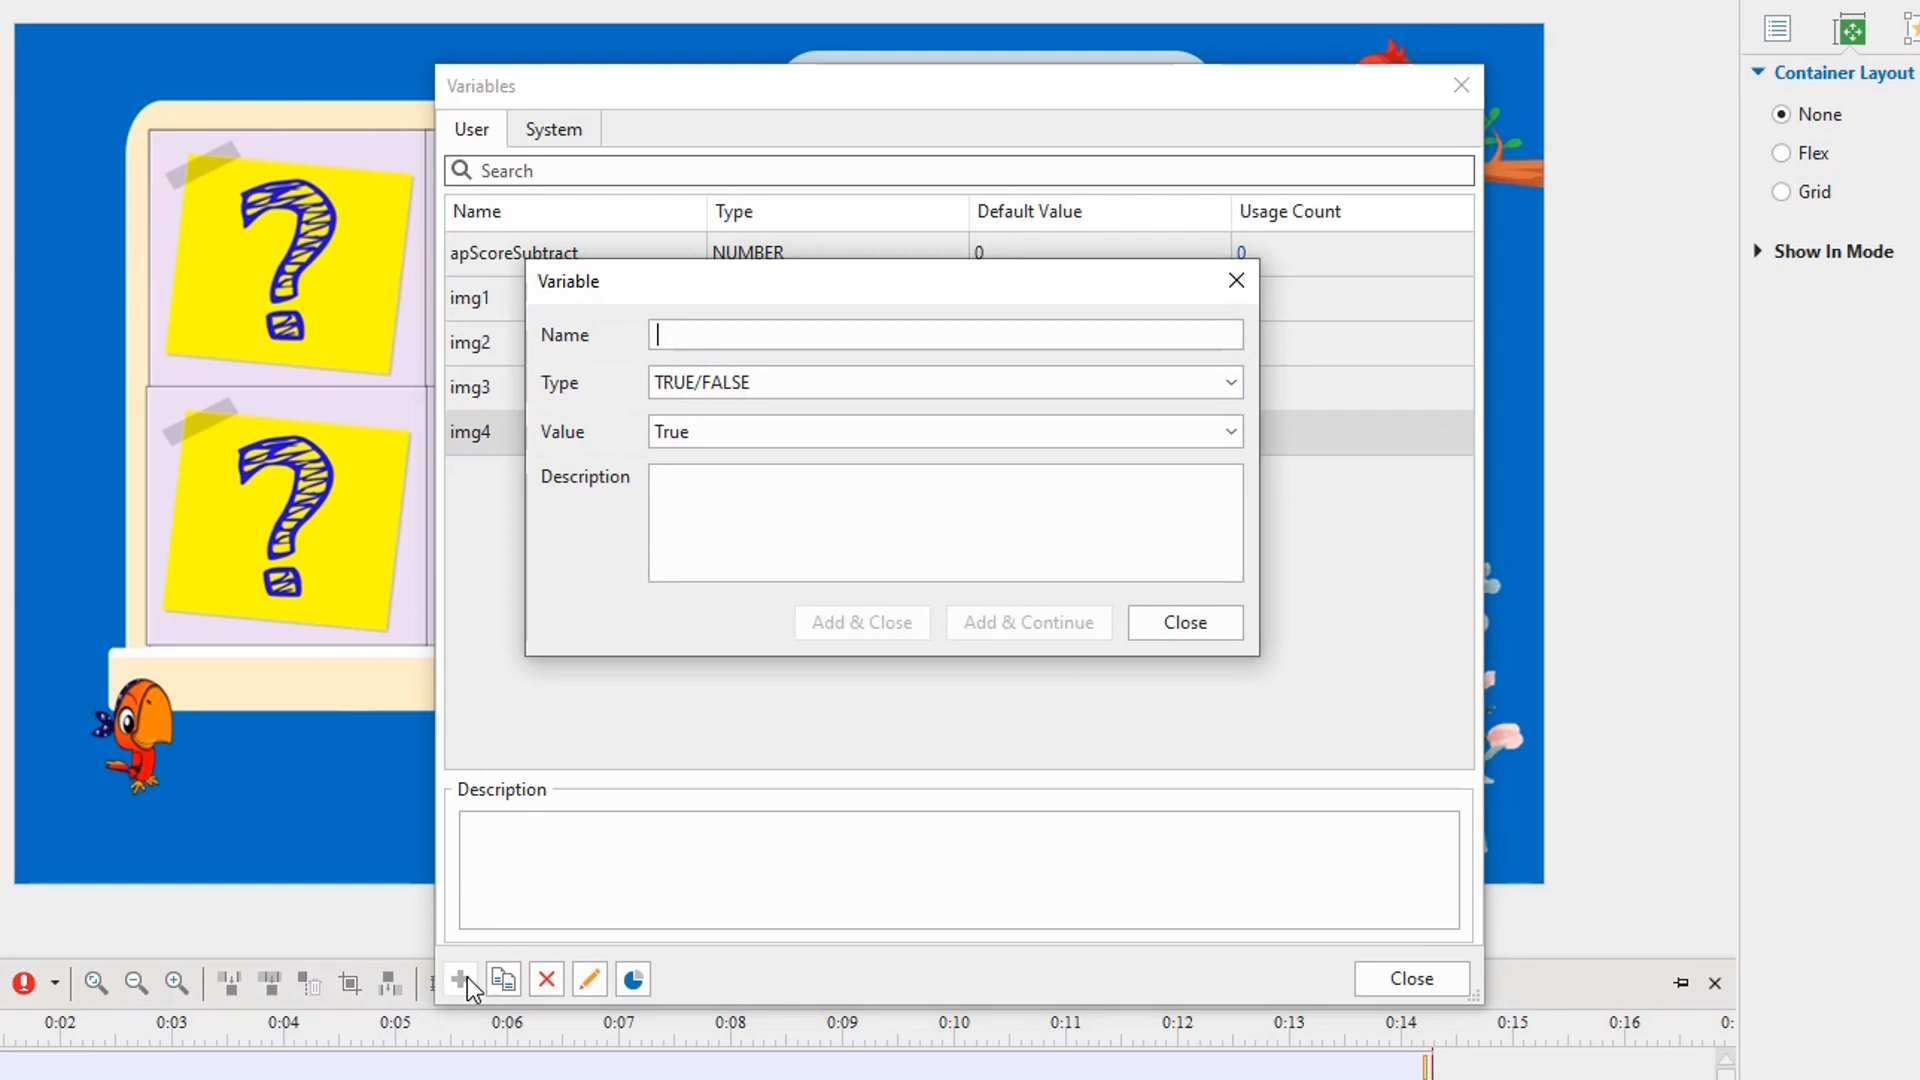 Variables
User
System
Search
Name
Type
Default Value
Usage Count
apScoreSubtract
NUMBER
0
0
img1
img2
img3
img4
Variable
Name
Type
TRUE/FALSE
Value
True
Description
Add & Close
Add & Continue
Close
Description
Close
Container Layout
None
Flex
Grid
Show In Mode
?
?
0:02
0:03
0:04
0:05
0:06
0:07
0:08
0:09
0:10
0:11
0:12
0:13
0:14
0:15
0:16
0: